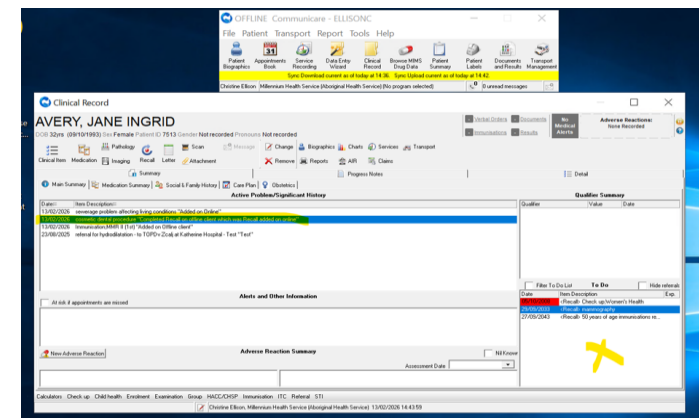 OFFLINE Communicare - ELLISONC
File Patient Transport Report Tools Help
Patient Biographics Appointments Book Service Recording Data Entry Wizard Clinical Record Browse MIMS Drug Data Patient Summary Patient Labels Documents and Results Transport Management
Sync Download current as of today at 14:36 Sync Upload current as of today at 14:42
Christine Ellison Millennium Health Service (Aboriginal Health Service) (No program selected) 0 unread messages
Clinical Record
AVERY, JANE INGRID
DOB 32yrs (09/10/1993) Sex Female Patient ID 7513 Gender Not recorded Pronouns Not recorded
Verbal Orders Documents
Immunisations Results
No Medical Alerts
Adverse Reactions:
None Recorded
Pathology Scan Message Change Biographics Charts Services Transport
Clinical Item Medication Imaging Recall Letter Attachment Remove Reports AIR Claims
Summary Progress Notes Detail
Main Summary Medication Summary Social & Family History Care Plan Obstetrics
Active Problem/Significant History
Date Item Description
13/02/2026 sewerage problem affecting living conditions "Added on Online"
13/02/2026 cosmetic dental procedure "Completed Recall on offline client which was Recall added on online"
13/02/2026 Immunisation;MMR II (1st) "Added on Offline client"
23/08/2025 referral for hydrodilatation - to TOPD= at Katherine Hospital - Test "Test"
Qualifier Summary
Qualifier Value Date
Alerts and Other Information
At risk if appointments are missed
Filter To Do List To Do Hide referrals
Date Item Description Exp
<Recall> Check up;Women's Health
29/09/2033 <Recall> mammography
27/09/2043 <Recall> 50 years of age immunisations re...
New Adverse Reaction Adverse Reaction Summary Nil Known
Assessment Date
Calculators Check up Child health Enrolment Examination Group HACC/CHSP Immunisation ITC Referral STI
Christine Ellison, Millennium Health Service (Aboriginal Health Service) 13/02/2026 14:43:59